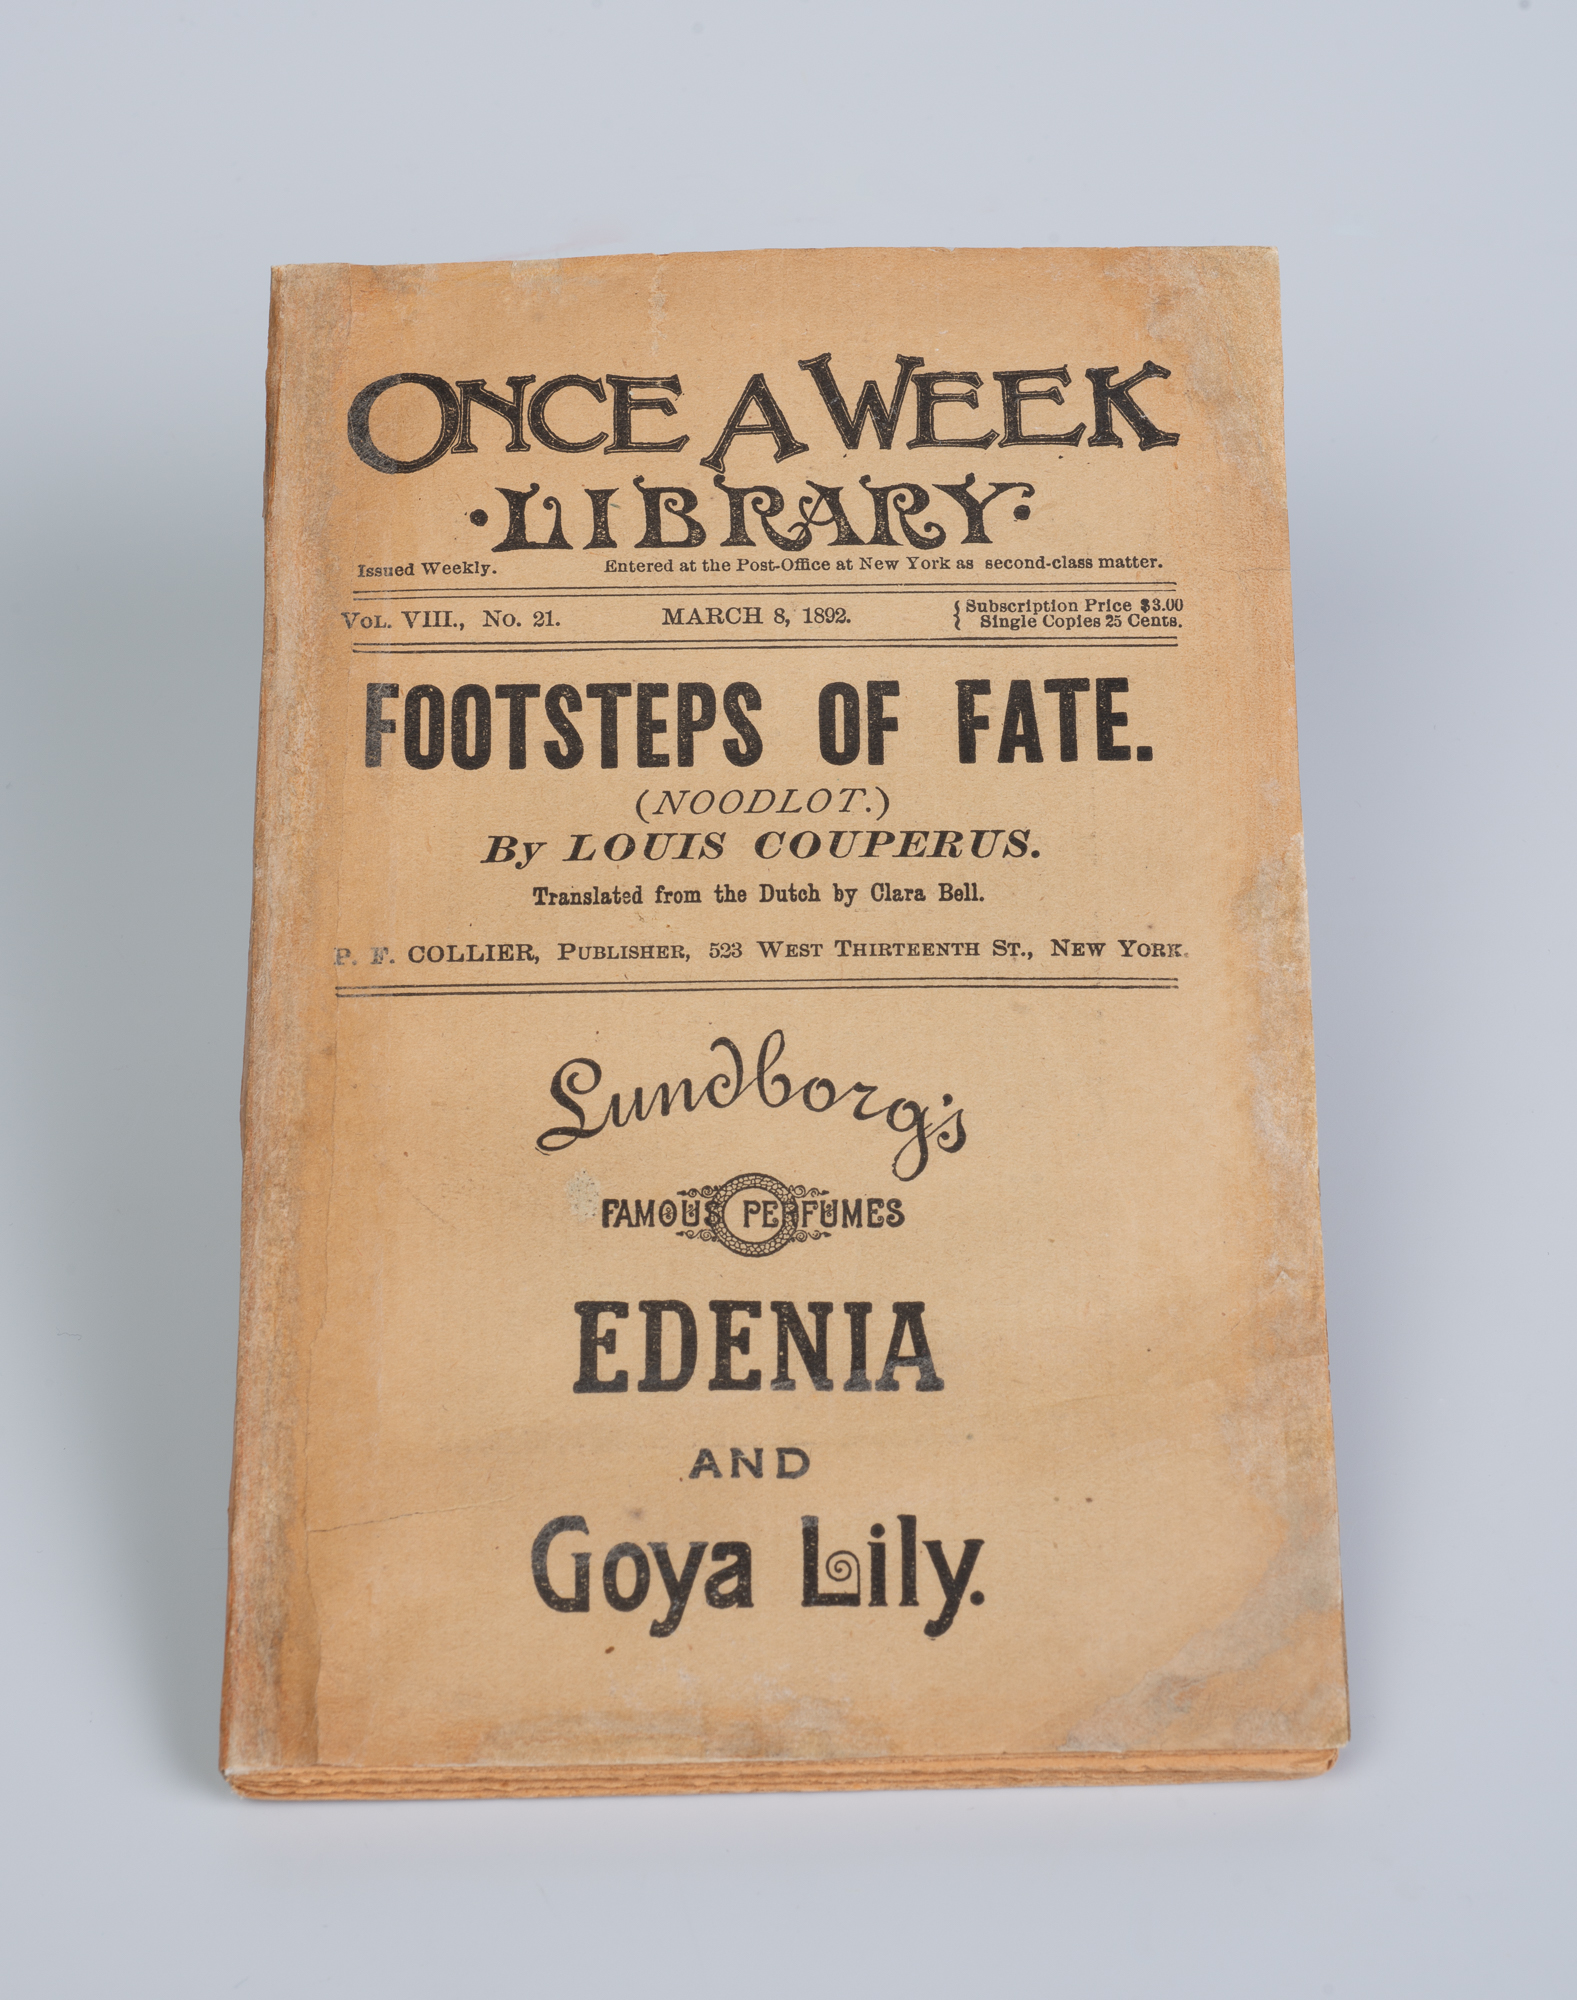 ONCE A WEEK
·LIBRARY·
Issued Weekly. Entered at the Post-Office at New York as second-class matter.
VOL. VIII., No. 21. MARCH 8, 1892. { Subscription Price $3.00
Single Copies 25 Cents.
FOOTSTEPS OF FATE.
(NOODLOT.)
By LOUIS COUPERUS.
Translated from the Dutch by Clara Bell.
P. F. COLLIER, PUBLISHER, 523 WEST THIRTEENTH ST., NEW YORK.
Lundborg's
FAMOUS PERFUMES
EDENIA
AND
Goya Lily.